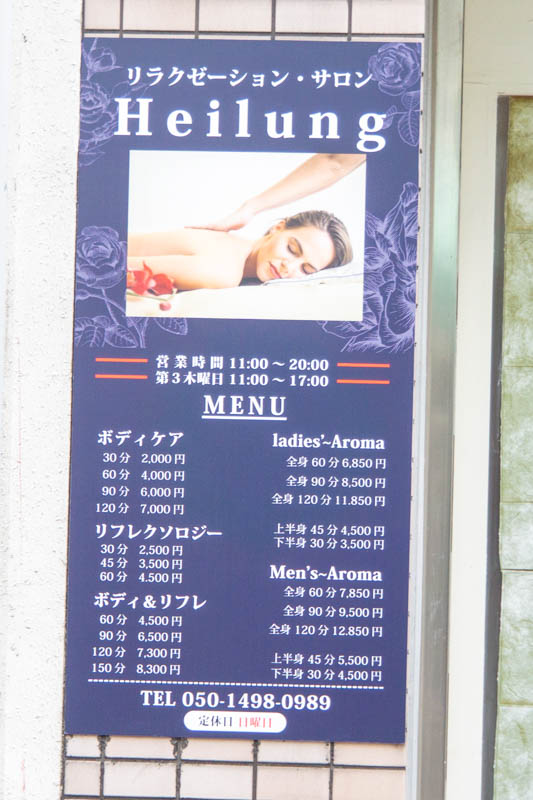 リラクゼーション・サロン
Heilung
営業時間 11:00～20:00
第3木曜日 11:00～17:00
MENU
ボディケア
30分 2,000円
60分 4,000円
90分 6,000円
120分 7,000円
リフレクソロジー
30分 2,500円
45分 3,500円
60分 4.500円
ボディ&リフレ
60分 4,500円
90分 6,500円
120分 7,300円
150分 8,300円
ladies'~Aroma
全身 60分 6,850円
全身 90分 8,500円
全身 120分 11.850円
上半身 45分 4,500円
下半身 30分 3,500円
Men's~Aroma
全身 60分 7,850円
全身 90分 9,500円
全身 120分 12.850円
上半身 45分 5,500円
下半身 30分 4,500円
TEL 050-1498-0989
定休日 日曜日